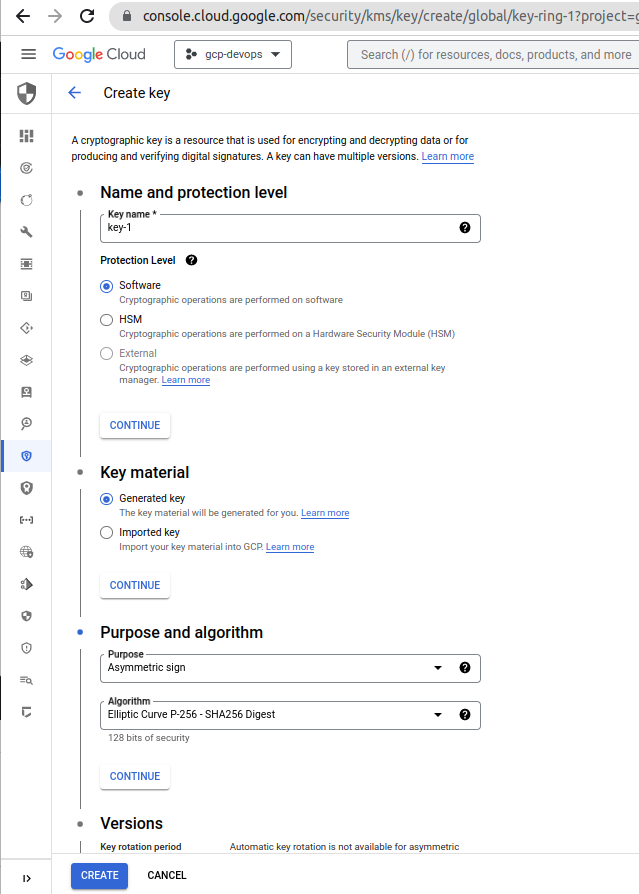 console.cloud.google.com/security/kms/key/create/global/key-ring-1?project=g
Google Cloud
gcp-devops
Search (/) for resources, docs, products, and more
Create key
A cryptographic key is a resource that is used for encrypting and decrypting data or for
producing and verifying digital signatures. A key can have multiple versions. Learn more
Name and protection level
Key name *
key-1
Protection Level
Software
Cryptographic operations are performed on software
HSM
Cryptographic operations are performed on a Hardware Security Module (HSM)
External
Cryptographic operations are performed using a key stored in an external key
manager. Learn more
CONTINUE
Key material
Generated key
The key material will be generated for you. Learn more
Imported key
Import your key material into GCP. Learn more
CONTINUE
Purpose and algorithm
Purpose
Asymmetric sign
Algorithm
Elliptic Curve P-256 - SHA256 Digest
128 bits of security
CONTINUE
Versions
Key rotation period Automatic key rotation is not available for asymmetric
CREATE CANCEL